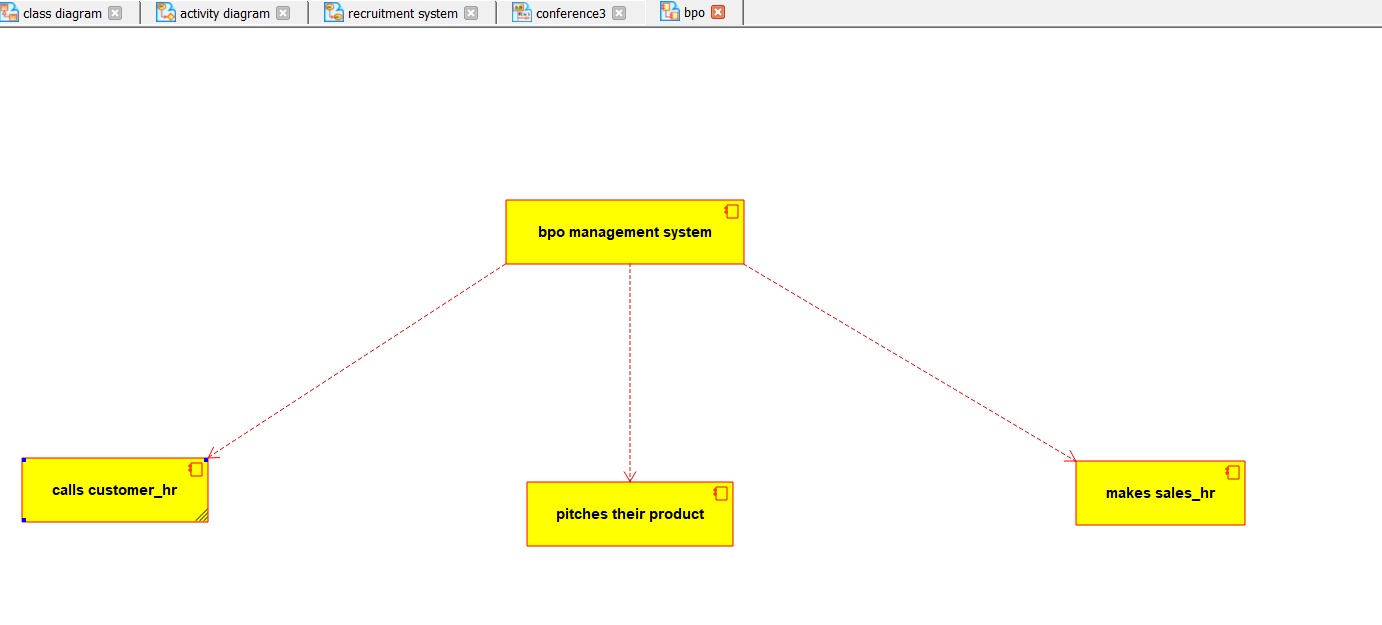 class diagram
activity diagram
recruitment system
conference3
bpo
bpo management system
calls customer_hr
pitches their product
makes sales_hr